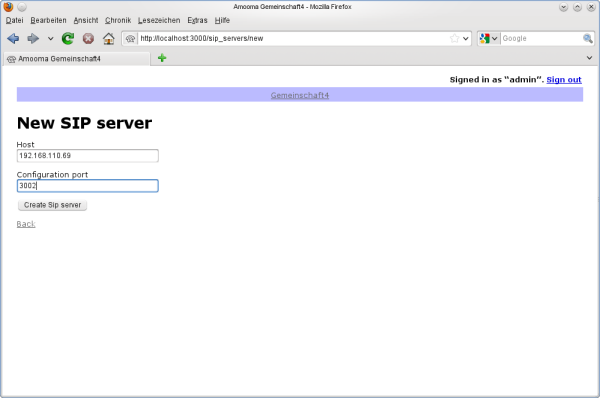 Amooma Gemeinschaft4 - Mozilla Firefox
Datei Bearbeiten Ansicht Chronik Lesezeichen Extras Hilfe
http://localhost:3000/sip_servers/new Google
Amooma Gemeinschaft4
Signed in as “admin”. Sign out
Gemeinschaft4
New SIP server
Host
192.168.110.69
Configuration port
3002
Create Sip server
Back